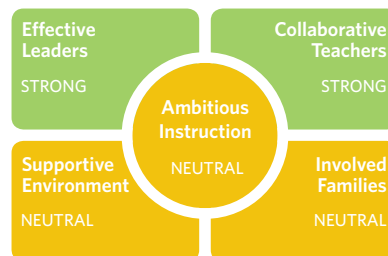 Effective
Leaders
STRONG
Collaborative
Teachers
STRONG
Ambitious
Instruction
NEUTRAL
Supportive
Environment
NEUTRAL
Involved
Families
NEUTRAL